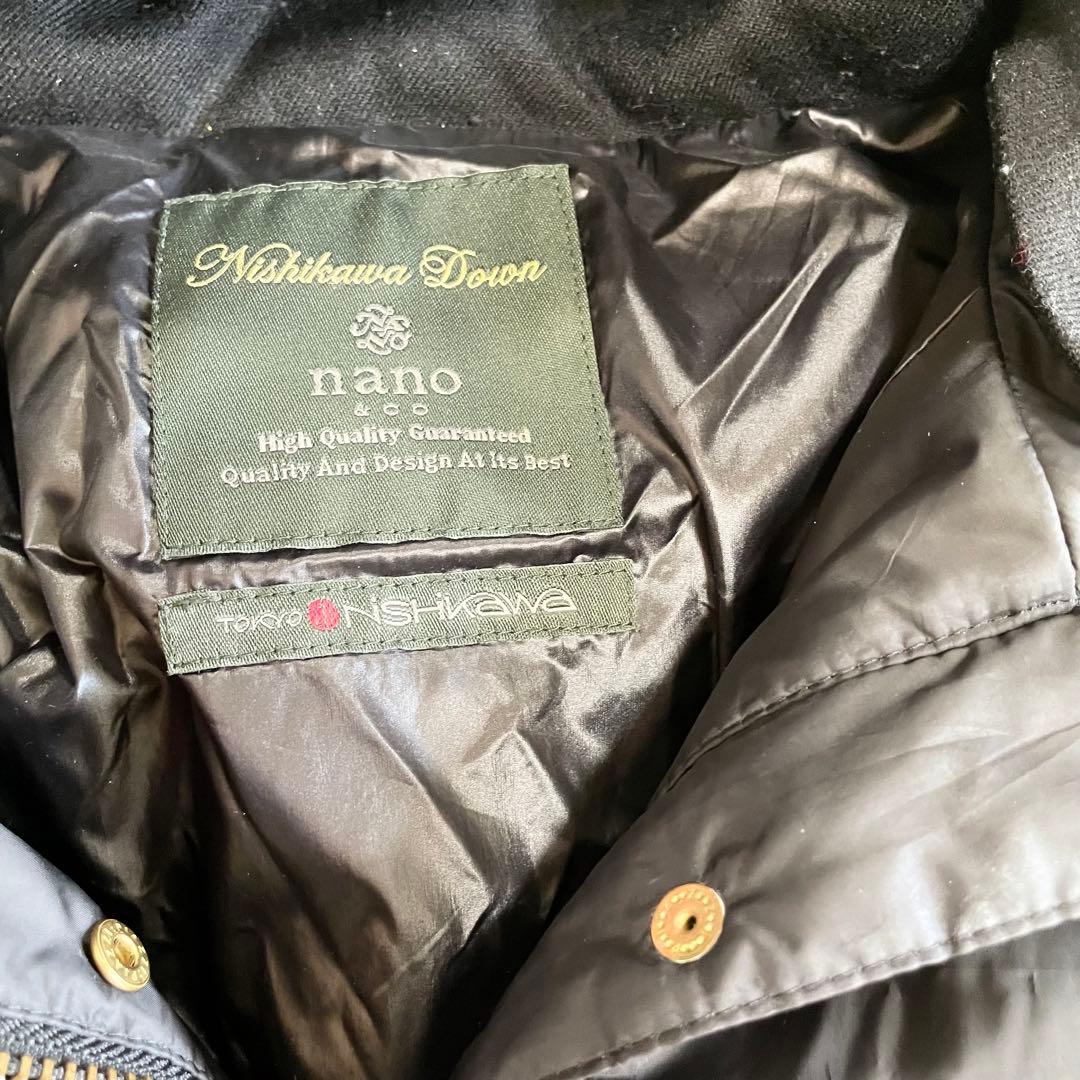 Nishikawa Down
nano
& co
High Quality Guaranteed
Quality And Design At Its Best
TOKYO NiSHiKaWa